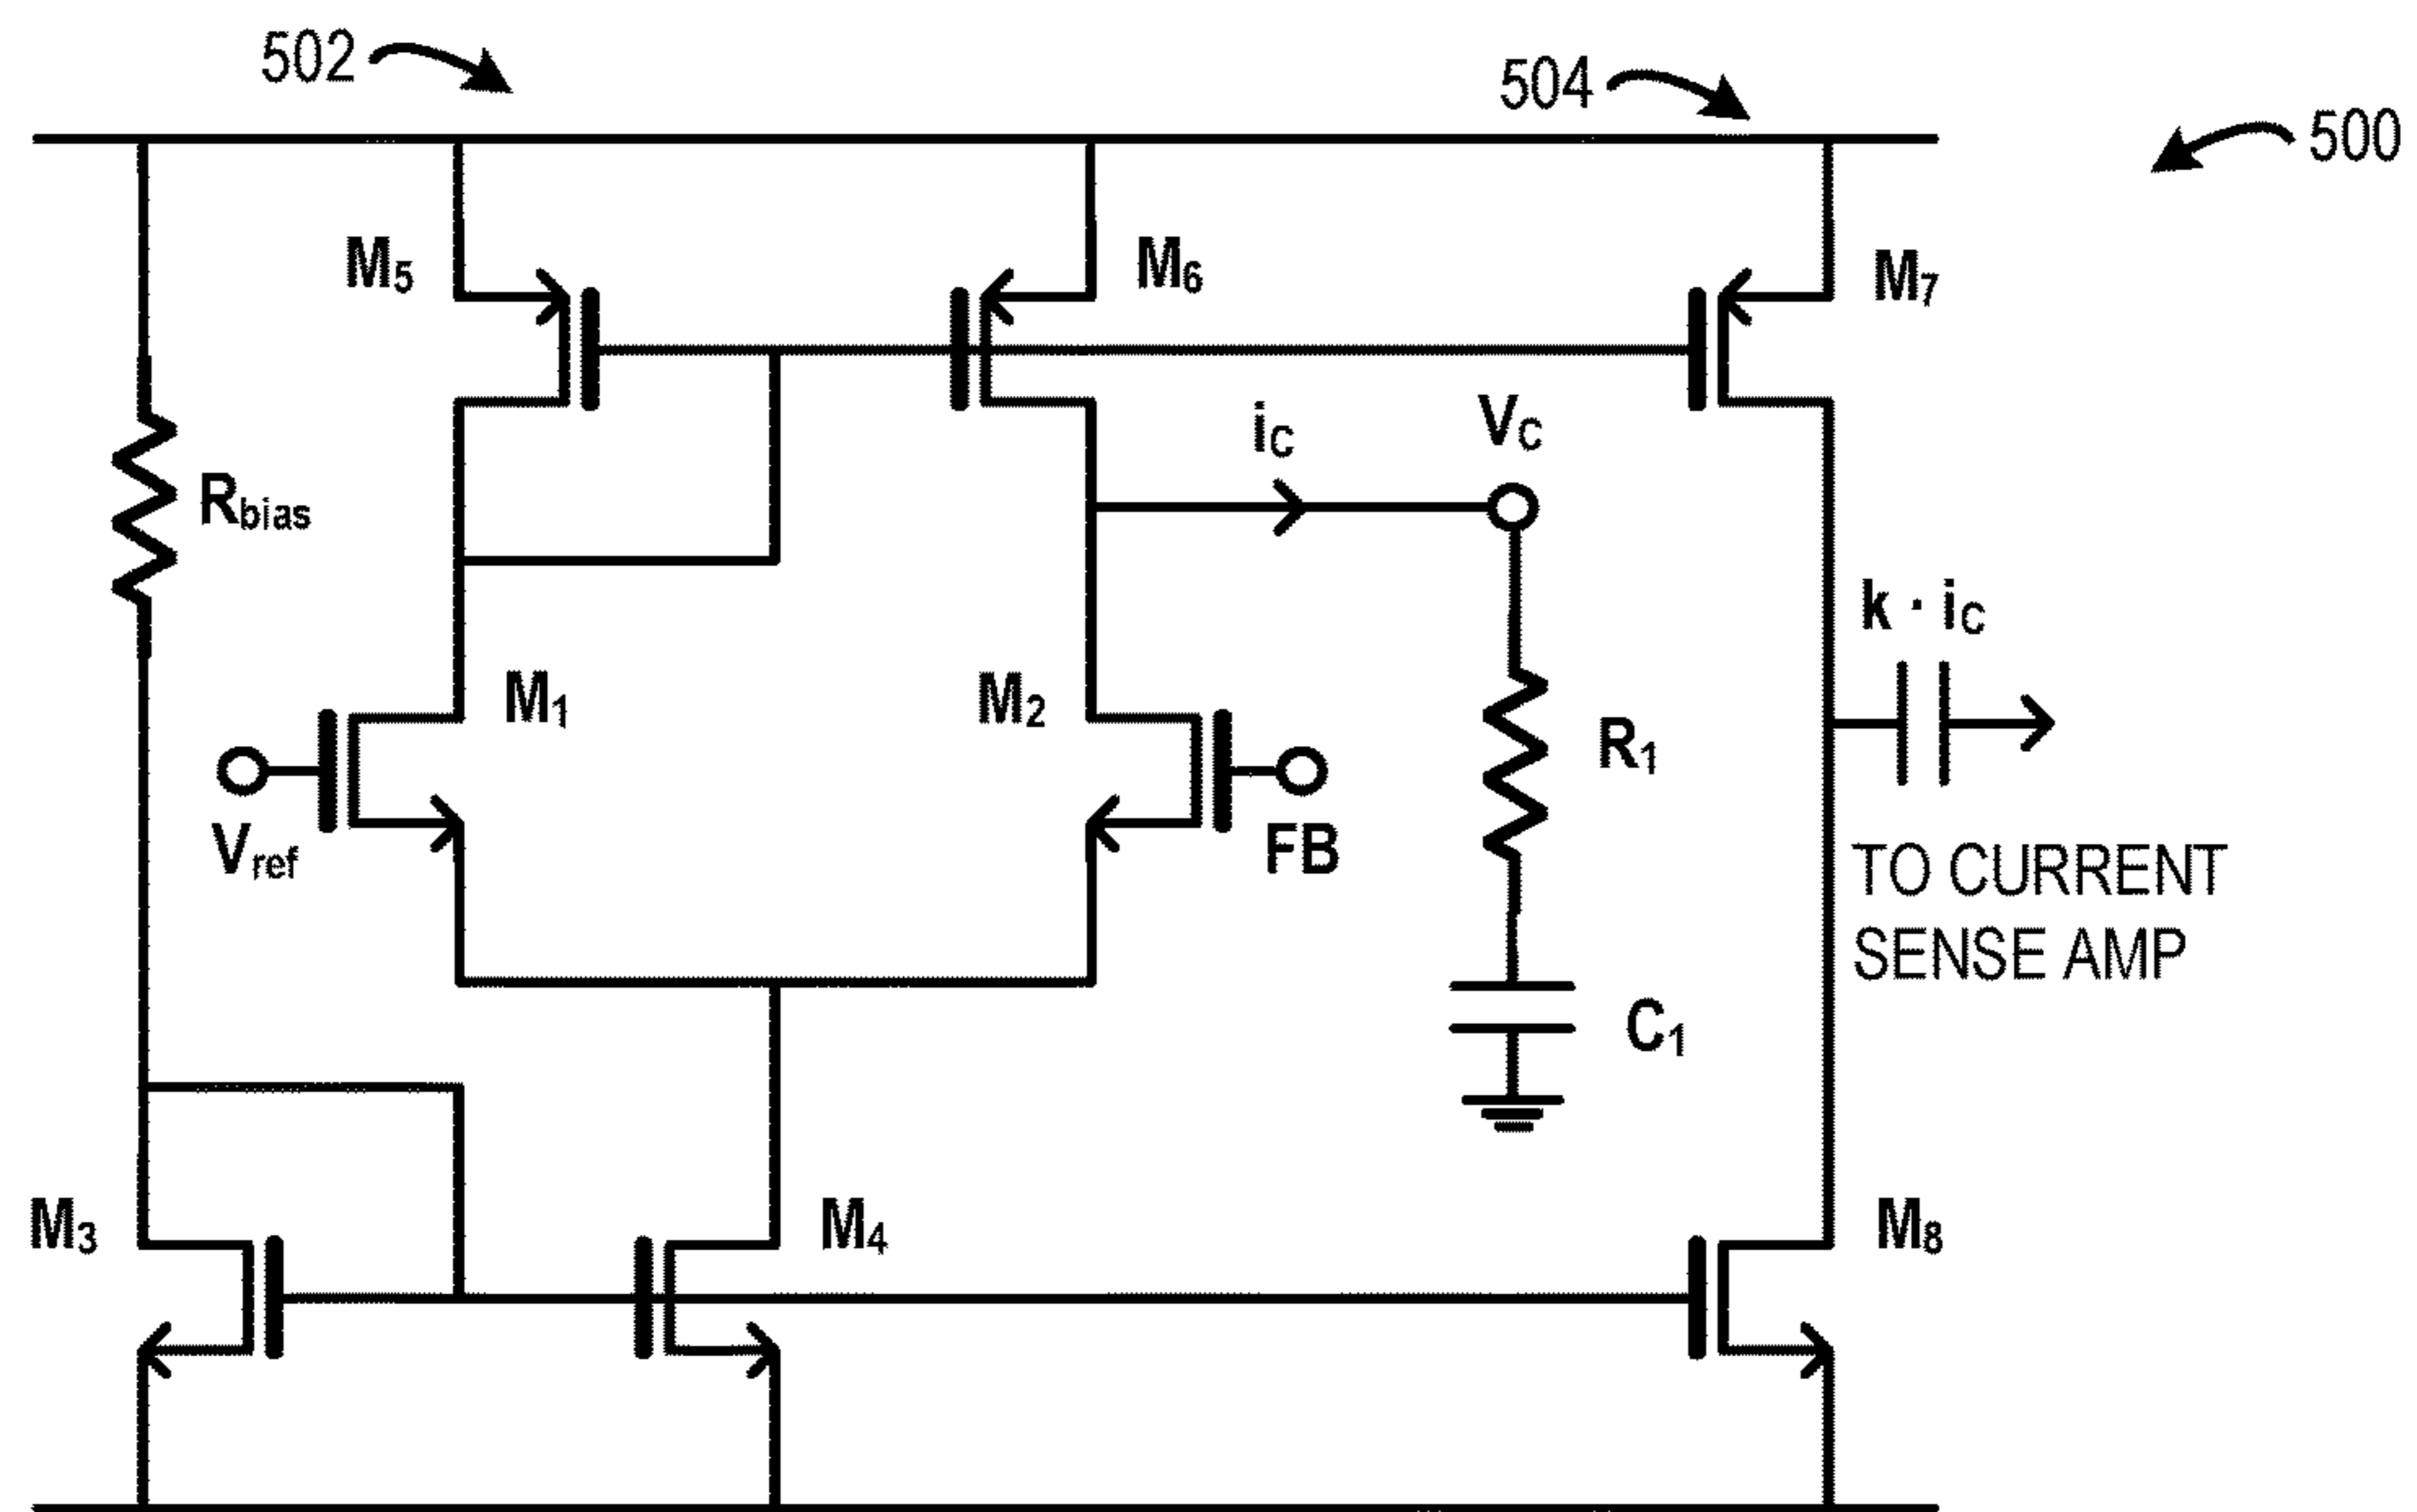 502
504
500
M5
M6
M7
iC
VC
Rbias
k · iC
M1
M2
R1
Vref
FB
TO CURRENT
SENSE AMP
C1
M3
M4
M8